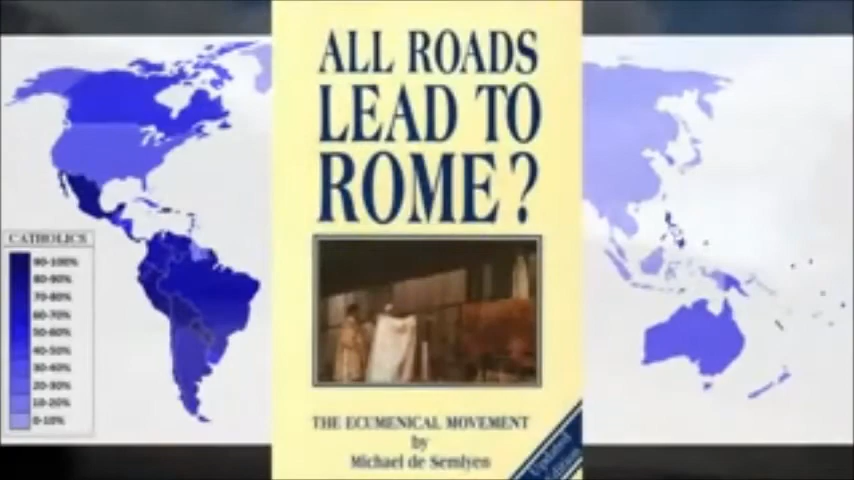 ALL ROADS
LEAD TO
ROME?
THE ECUMENICAL MOVEMENT
by
Michael de Semlyen
Updated
Edition
CATHOLICS
90-100%
80-90%
70-80%
60-70%
50-60%
40-50%
30-40%
20-30%
10-20%
0-10%